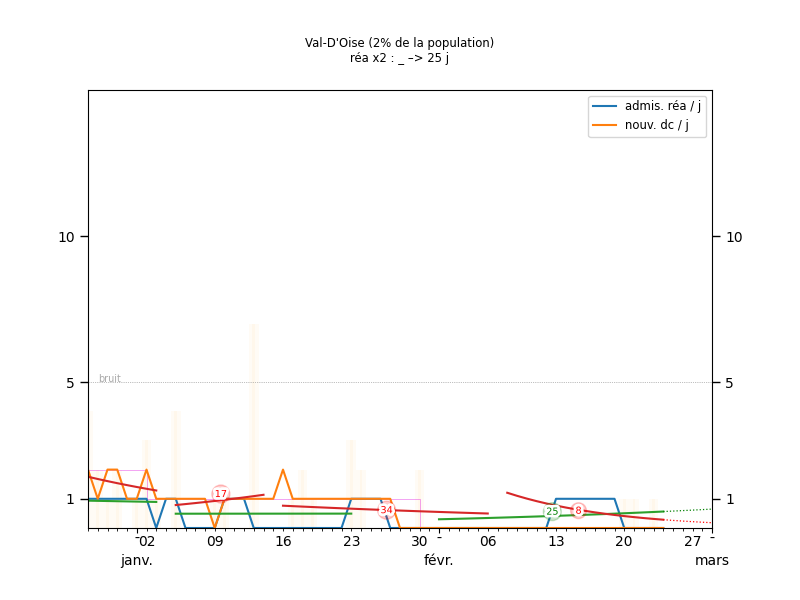 Val-D'Oise (2% de la population)
réa x2 : _ –> 25 j
admis. réa / j
nouv. dc / j
10
10
bruit
5
5
17
34
25
8
1
1
02
09
16
23
30
06
13
20
27
janv.
févr.
mars